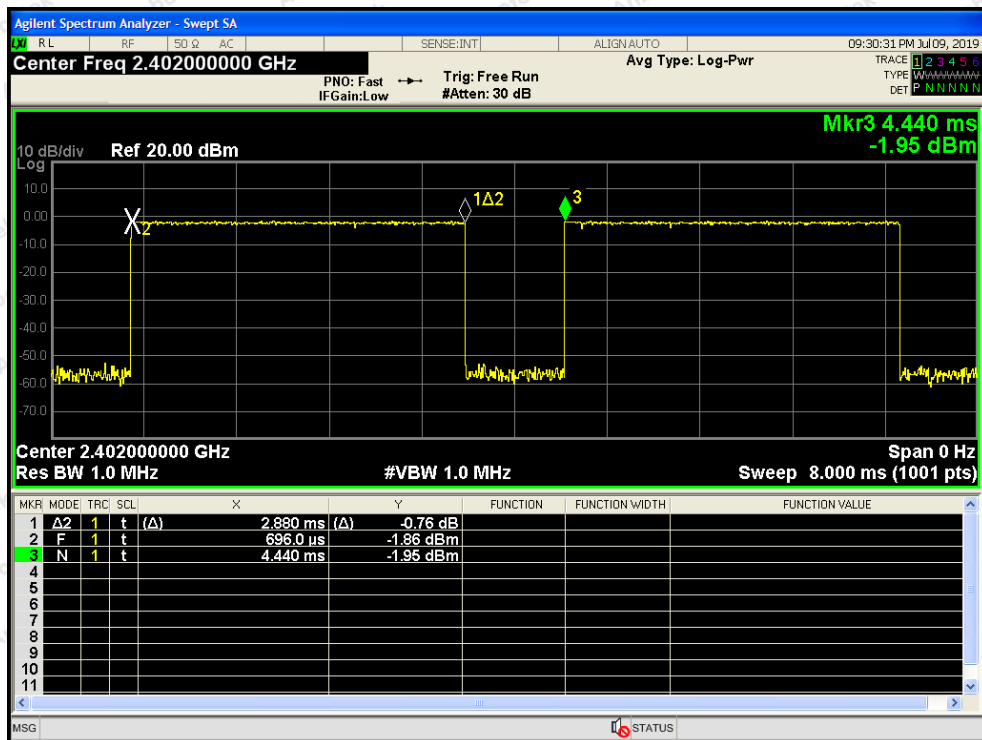 Agilent Spectrum Analyzer - Swept SA
LXI RL RF 50 Ω AC SENSE:INT ALIGNAUTO 09:30:31 PM Jul 09, 2019
Center Freq 2.402000000 GHz Avg Type: Log-Pwr TRACE 1 2 3 4 5 6
PNO: Fast Trig: Free Run TYPE WWWWWW
IFGain:Low #Atten: 30 dB DET P N N N N N
Mkr3 4.440 ms
10 dB/div Ref 20.00 dBm -1.95 dBm
Log
10.0
1Δ2 3
0.00
X2
-10.0
-20.0
-30.0
-40.0
-50.0
-60.0
-70.0
Center 2.402000000 GHz Span 0 Hz
Res BW 1.0 MHz #VBW 1.0 MHz Sweep 8.000 ms (1001 pts)
MKR MODE TRC SCL X Y FUNCTION FUNCTION WIDTH FUNCTION VALUE
1 Δ2 1 t (Δ) 2.880 ms (Δ) -0.76 dB
2 F 1 t 696.0 µs -1.86 dBm
3 N 1 t 4.440 ms -1.95 dBm
4
5
6
7
8
9
10
11
MSG STATUS